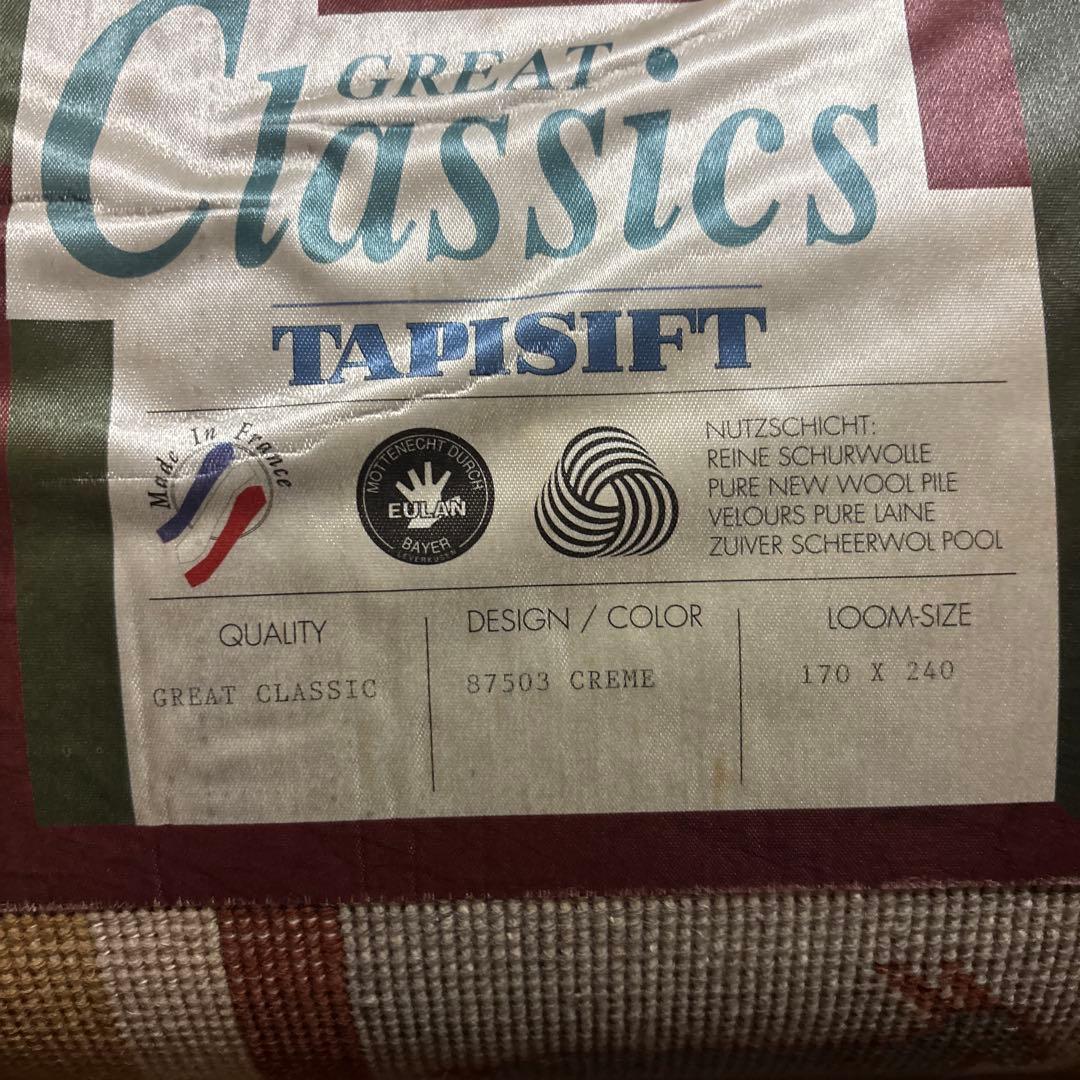 GREAT
Classics
TAPISIFT
Made In France
MOTTENECHT DURCH
EULAN
BAYER
LEVERKUSEN
NUTZSCHICHT:
REINE SCHURWOLLE
PURE NEW WOOL PILE
VELOURS PURE LAINE
ZUIVER SCHEERWOL POOL
QUALITY
DESIGN / COLOR
LOOM-SIZE
GREAT CLASSIC
87503 CREME
170 X 240